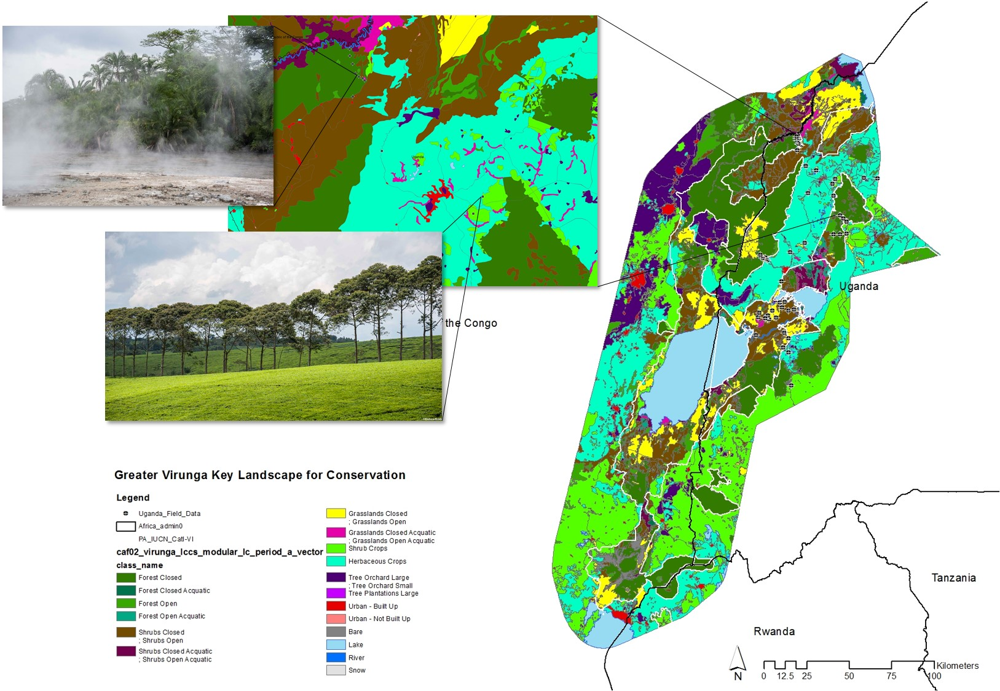 Uganda
Uganda
the Congo
Greater Virunga Key Landscape for Conservation
Legend
Uganda_Field_Data
Africa_admin0
PA_IUCN_CatI-VI
caf02_virunga_lccs_modular_lc_period_a_vector
class_name
Forest Closed
Forest Closed Acquatic
Forest Open
Forest Open Acquatic
Shrubs Closed
; Shrubs Open
Shrubs Closed Acquatic
; Shrubs Open Acquatic
Grasslands Closed
; Grasslands Open
Grasslands Closed Acquatic
; Grasslands Open Acquatic
Shrub Crops
Herbaceous Crops
Tree Orchard Large
; Tree Orchard Small
Tree Plantations Large
Urban - Built Up
Urban - Not Built Up
Bare
Lake
River
Snow
Tanzania
Rwanda
N
Kilometers
0 12.5 25 50 75 100